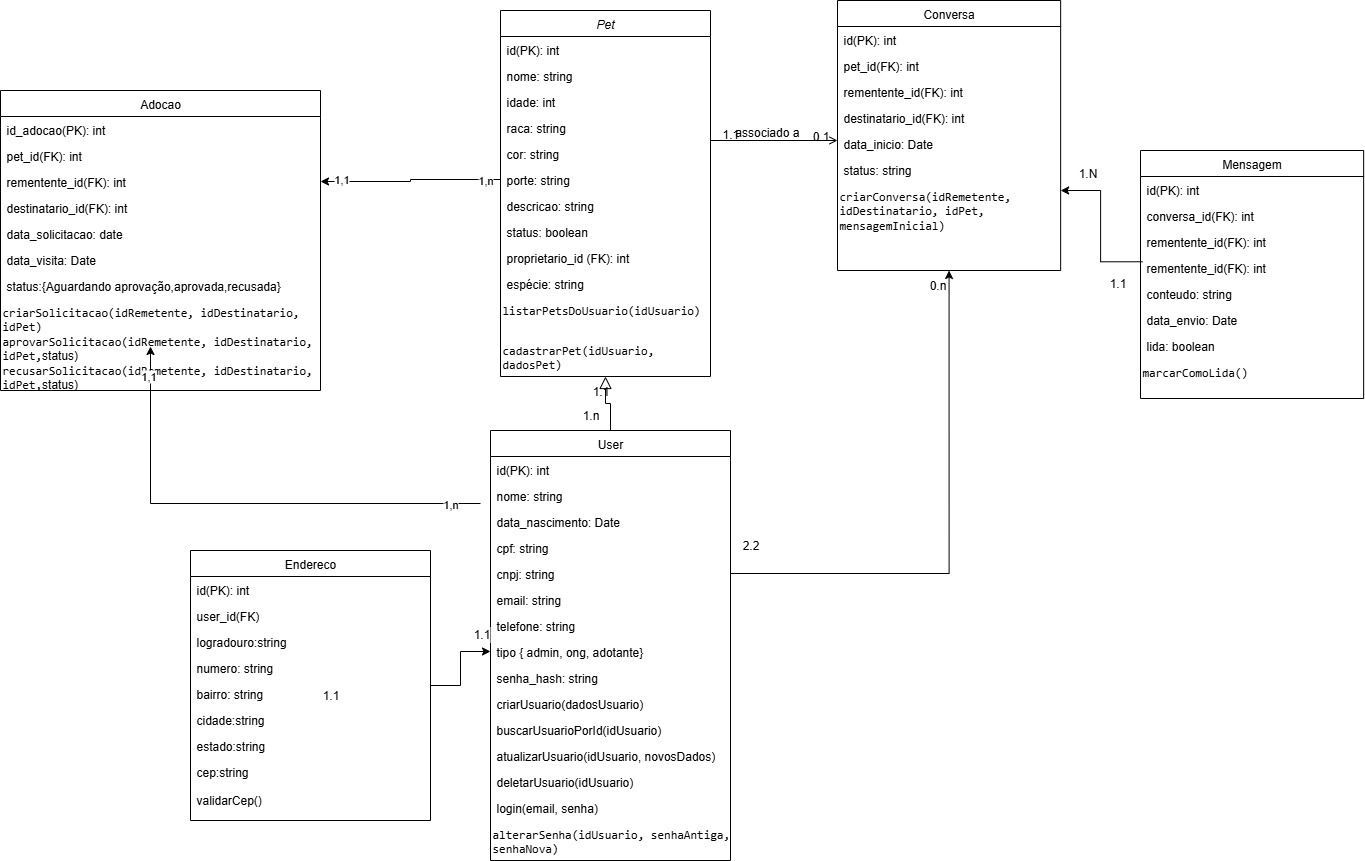 Adocao
id_adocao(PK): int
pet_id(FK): int
rementente_id(FK): int
destinatario_id(FK): int
data_solicitacao: date
data_visita: Date
status:{Aguardando aprovação,aprovada,recusada}
criarSolicitacao(idRemetente, idDestinatario,
idPet)
aprovarSolicitacao(idRemetente, idDestinatario,
idPet,status)
recusarSolicitacao(idRemetente, idDestinatario,
idPet,status)
1,1
1,1
1,n
1,n
Pet
id(PK): int
nome: string
idade: int
raca: string
cor: string
porte: string
descricao: string
status: boolean
proprietario_id (FK): int
espécie: string
listarPetsDoUsuario(idUsuario)
cadastrarPet(idUsuario,
dadosPet)
1.1
associado a
0.1
1.1
1.n
Conversa
id(PK): int
pet_id(FK): int
rementente_id(FK): int
destinatario_id(FK): int
data_inicio: Date
status: string
criarConversa(idRemetente,
idDestinatario, idPet,
mensagemInicial)
0.n
1.N
1.1
Mensagem
id(PK): int
conversa_id(FK): int
rementente_id(FK): int
rementente_id(FK): int
conteudo: string
data_envio: Date
lida: boolean
marcarComoLida()
User
id(PK): int
nome: string
data_nascimento: Date
cpf: string
cnpj: string
email: string
telefone: string
tipo { admin, ong, adotante}
senha_hash: string
criarUsuario(dadosUsuario)
buscarUsuarioPorId(idUsuario)
atualizarUsuario(idUsuario, novosDados)
deletarUsuario(idUsuario)
login(email, senha)
alterarSenha(idUsuario, senhaAntiga,
senhaNova)
2.2
1.1
Endereco
id(PK): int
user_id(FK)
logradouro:string
numero: string
bairro: string
1.1
cidade:string
estado:string
cep:string
validarCep()